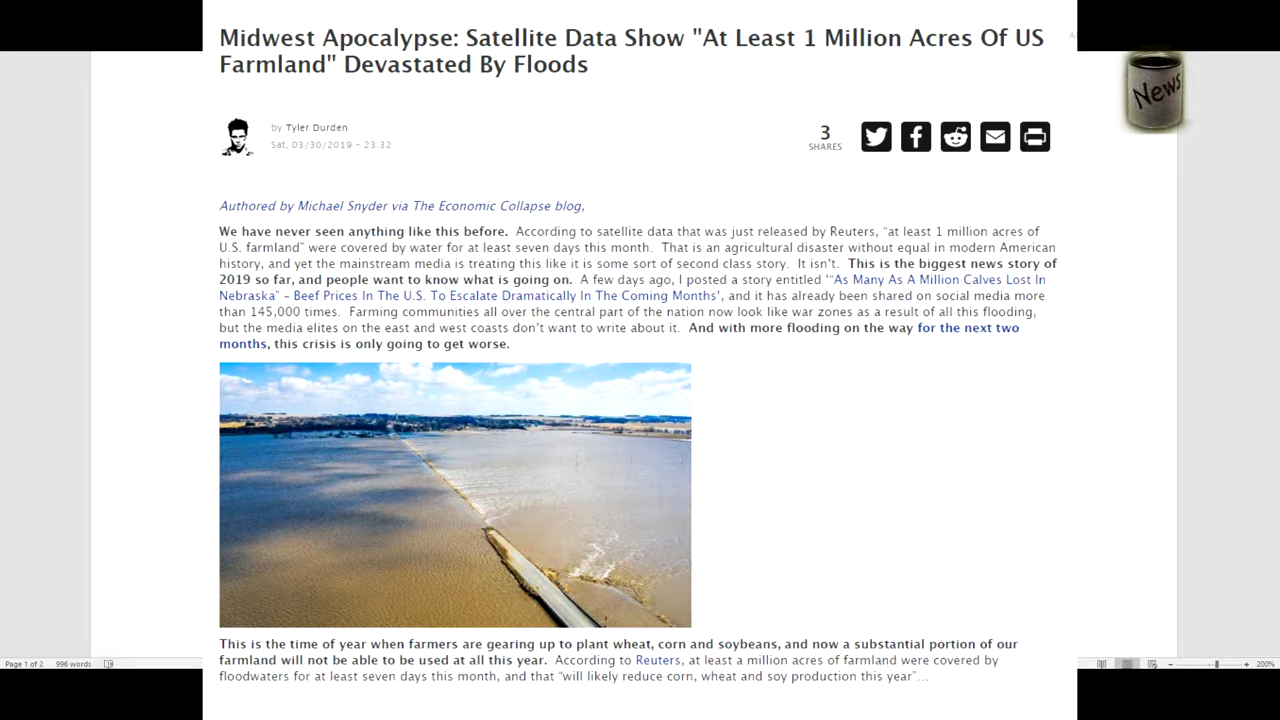 Midwest Apocalypse: Satellite Data Show "At Least 1 Million Acres Of US
Farmland" Devastated By Floods
News
by Tyler Durden
Sat, 03/30/2019 - 23:32
3
SHARES
Authored by Michael Snyder via The Economic Collapse blog,
We have never seen anything like this before. According to satellite data that was just released by Reuters, “at least 1 million acres of
U.S. farmland” were covered by water for at least seven days this month. That is an agricultural disaster without equal in modern American
history, and yet the mainstream media is treating this like it is some sort of second class story. It isn’t. This is the biggest news story of
2019 so far, and people want to know what is going on. A few days ago, I posted a story entitled ‘“As Many As A Million Calves Lost In
Nebraska” – Beef Prices In The U.S. To Escalate Dramatically In The Coming Months’, and it has already been shared on social media more
than 145,000 times. Farming communities all over the central part of the nation now look like war zones as a result of all this flooding,
but the media elites on the east and west coasts don’t want to write about it. And with more flooding on the way for the next two
months, this crisis is only going to get worse.
This is the time of year when farmers are gearing up to plant wheat, corn and soybeans, and now a substantial portion of our
farmland will not be able to be used at all this year. According to Reuters, at least a million acres of farmland were covered by
floodwaters for at least seven days this month, and that “will likely reduce corn, wheat and soy production this year”…
Page 1 of 2 996 words
200%